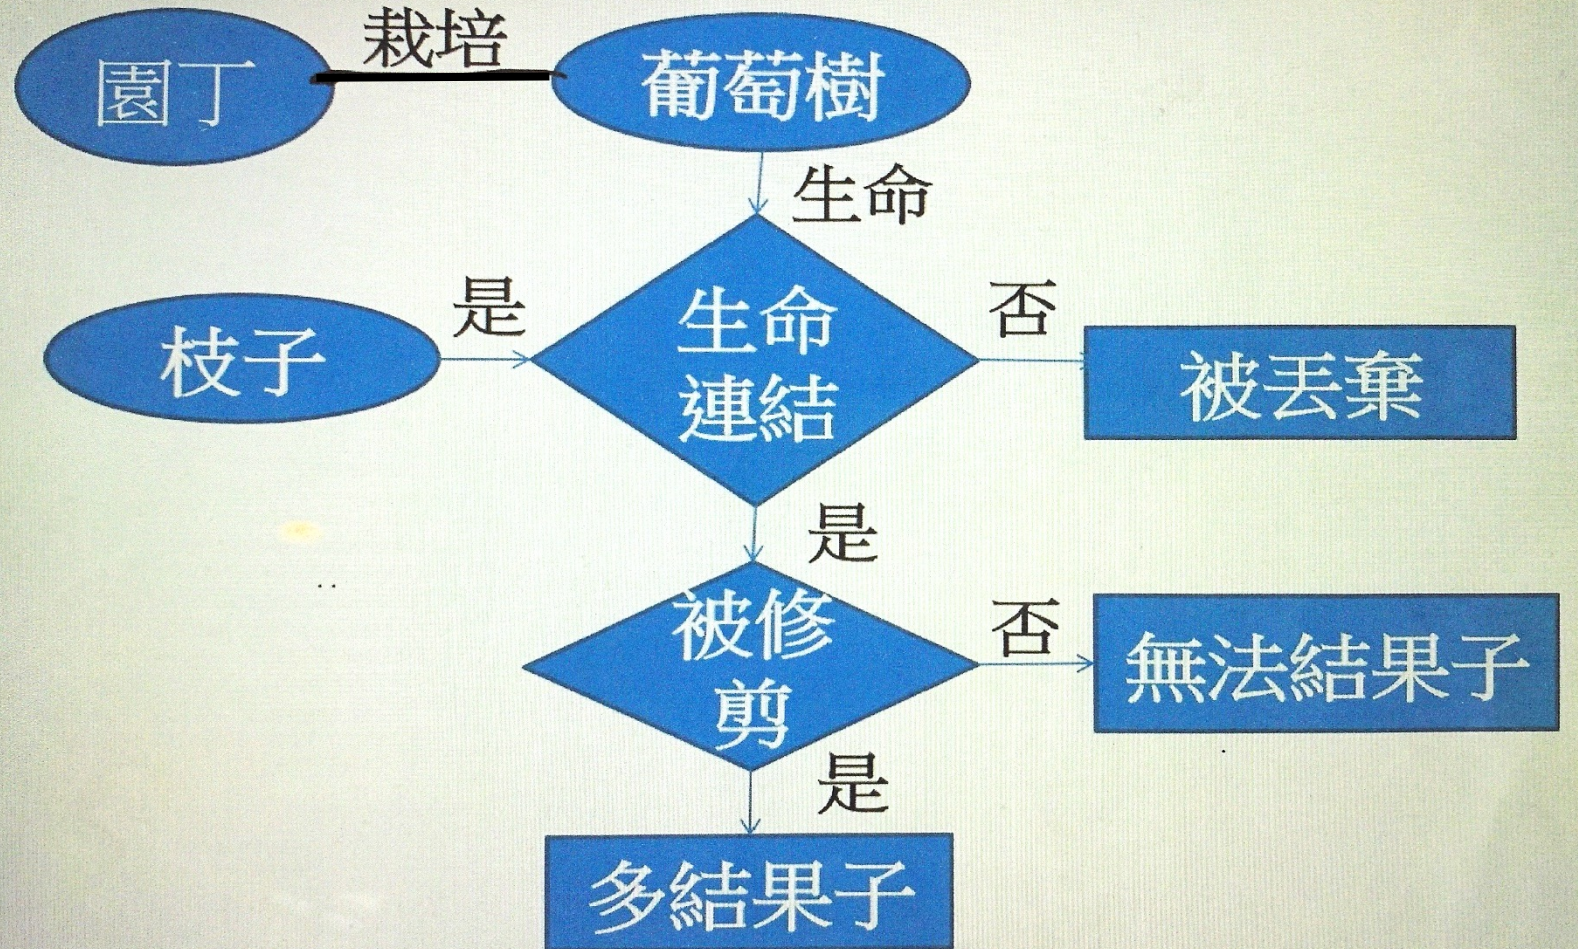 園丁
栽培
葡萄樹
生命
枝子
是
生命
連結
否
被丟棄
是
被修
剪
否
無法結果子
是
多結果子